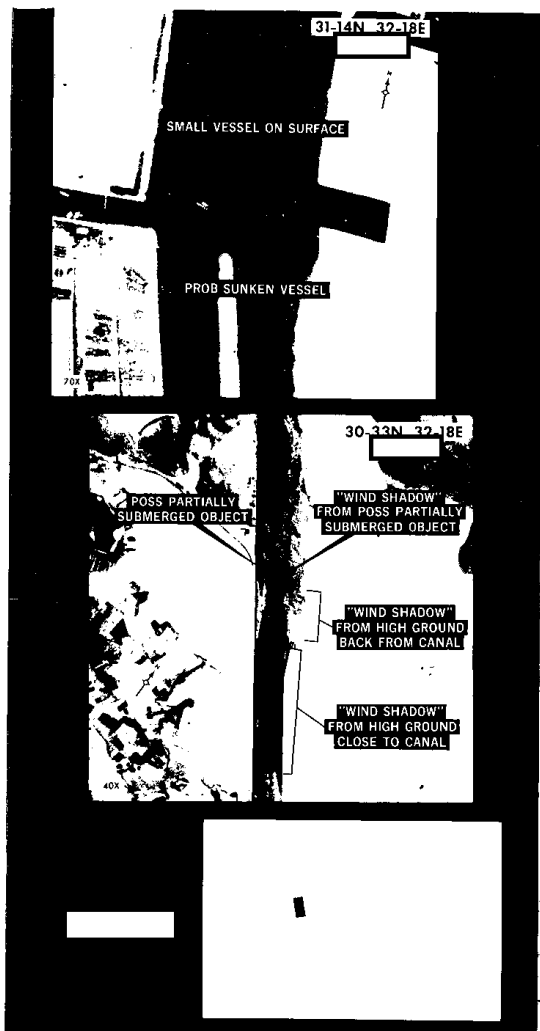 31-14N 32-18E
N
SMALL VESSEL ON SURFACE
PROB SUNKEN VESSEL
70X
30-33N 32-18E
POSS PARTIALLY
SUBMERGED OBJECT
"WIND SHADOW"
FROM POSS PARTIALLY
SUBMERGED OBJECT
"WIND SHADOW"
FROM HIGH GROUND
BACK FROM CANAL
"WIND SHADOW"
FROM HIGH GROUND
CLOSE TO CANAL
40X